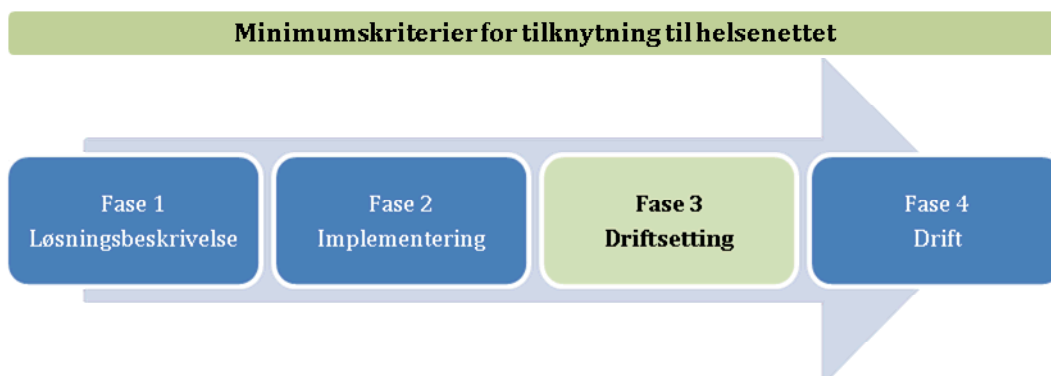 Minimumskriterier for tilknytning til helsenettet
Fase 1
Løsningsbeskrivelse
Fase 2
Implementering
Fase 3
Driftsetting
Fase 4
Drift